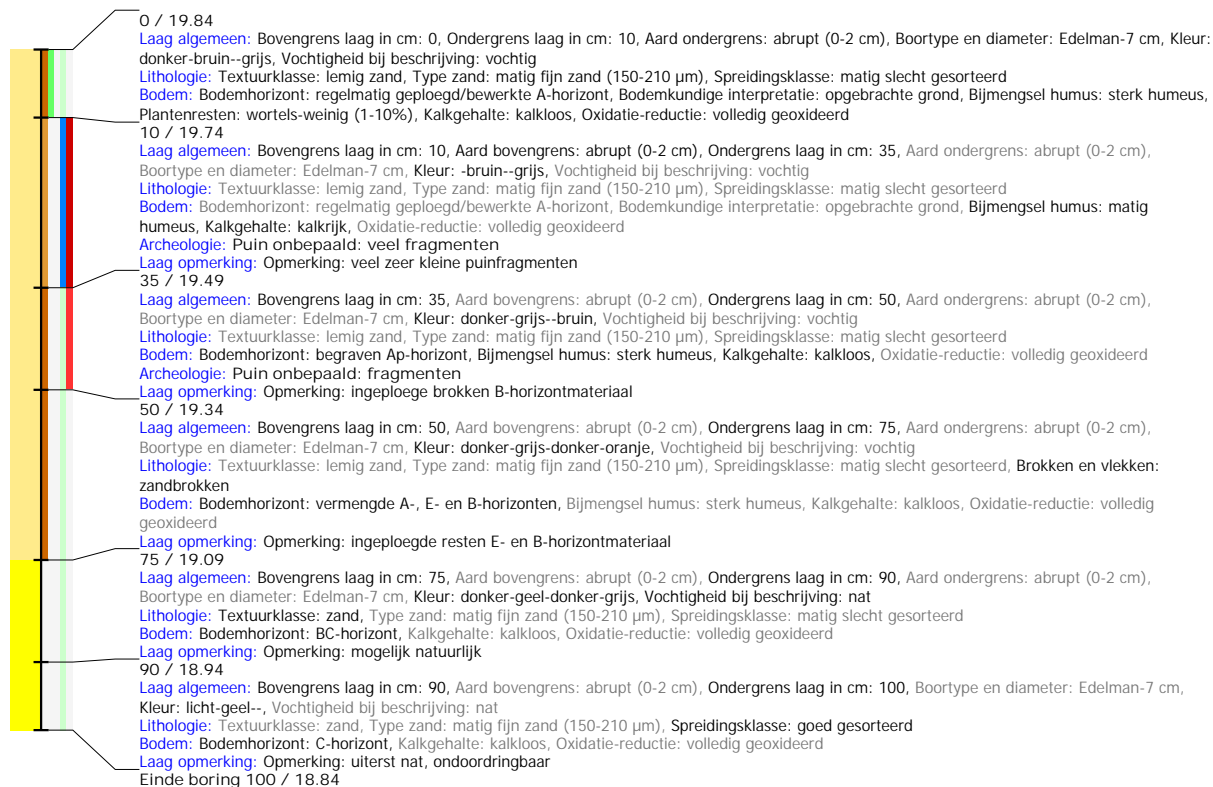 0 / 19.84
Laag algemeen: Bovengrens laag in cm: 0, Ondergrens laag in cm: 10, Aard ondergrens: abrupt (0-2 cm), Boortype en diameter: Edelman-7 cm, Kleur:
donker-bruin--grijs, Vochtigheid bij beschrijving: vochtig
Lithologie: Textuurklasse: lemig zand, Type zand: matig fijn zand (150-210 µm), Spreidingsklasse: matig slecht gesorteerd
Bodem: Bodemhorizont: regelmatig geploegd/bewerkte A-horizont, Bodemkundige interpretatie: opgebrachte grond, Bijmengsel humus: sterk humeus,
Plantenresten: wortels-weinig (1-10%), Kalkgehalte: kalkloos, Oxidatie-reductie: volledig geoxideerd
10 / 19.74
Laag algemeen: Bovengrens laag in cm: 10, Aard bovengrens: abrupt (0-2 cm), Ondergrens laag in cm: 35, Aard ondergrens: abrupt (0-2 cm),
Boortype en diameter: Edelman-7 cm, Kleur: -bruin--grijs, Vochtigheid bij beschrijving: vochtig
Lithologie: Textuurklasse: lemig zand, Type zand: matig fijn zand (150-210 µm), Spreidingsklasse: matig slecht gesorteerd
Bodem: Bodemhorizont: regelmatig geploegd/bewerkte A-horizont, Bodemkundige interpretatie: opgebrachte grond, Bijmengsel humus: matig
humeus, Kalkgehalte: kalkrijk, Oxidatie-reductie: volledig geoxideerd
Archeologie: Puin onbepaald: veel fragmenten
Laag opmerking: Opmerking: veel zeer kleine puinfragmenten
35 / 19.49
Laag algemeen: Bovengrens laag in cm: 35, Aard bovengrens: abrupt (0-2 cm), Ondergrens laag in cm: 50, Aard ondergrens: abrupt (0-2 cm),
Boortype en diameter: Edelman-7 cm, Kleur: donker-grijs--bruin, Vochtigheid bij beschrijving: vochtig
Lithologie: Textuurklasse: lemig zand, Type zand: matig fijn zand (150-210 µm), Spreidingsklasse: matig slecht gesorteerd
Bodem: Bodemhorizont: begraven Ap-horizont, Bijmengsel humus: sterk humeus, Kalkgehalte: kalkloos, Oxidatie-reductie: volledig geoxideerd
Archeologie: Puin onbepaald: fragmenten
Laag opmerking: Opmerking: ingeploege brokken B-horizontmateriaal
50 / 19.34
Laag algemeen: Bovengrens laag in cm: 50, Aard bovengrens: abrupt (0-2 cm), Ondergrens laag in cm: 75, Aard ondergrens: abrupt (0-2 cm),
Boortype en diameter: Edelman-7 cm, Kleur: donker-grijs-donker-oranje, Vochtigheid bij beschrijving: vochtig
Lithologie: Textuurklasse: lemig zand, Type zand: matig fijn zand (150-210 µm), Spreidingsklasse: matig slecht gesorteerd, Brokken en vlekken:
zandbrokken
Bodem: Bodemhorizont: vermengde A-, E- en B-horizonten, Bijmengsel humus: sterk humeus, Kalkgehalte: kalkloos, Oxidatie-reductie: volledig
geoxideerd
Laag opmerking: Opmerking: ingeploegde resten E- en B-horizontmateriaal
75 / 19.09
Laag algemeen: Bovengrens laag in cm: 75, Aard bovengrens: abrupt (0-2 cm), Ondergrens laag in cm: 90, Aard ondergrens: abrupt (0-2 cm),
Boortype en diameter: Edelman-7 cm, Kleur: donker-geel-donker-grijs, Vochtigheid bij beschrijving: nat
Lithologie: Textuurklasse: zand, Type zand: matig fijn zand (150-210 µm), Spreidingsklasse: matig slecht gesorteerd
Bodem: Bodemhorizont: BC-horizont, Kalkgehalte: kalkloos, Oxidatie-reductie: volledig geoxideerd
Laag opmerking: Opmerking: mogelijk natuurlijk
90 / 18.94
Laag algemeen: Bovengrens laag in cm: 90, Aard bovengrens: abrupt (0-2 cm), Ondergrens laag in cm: 100, Boortype en diameter: Edelman-7 cm,
Kleur: licht-geel--, Vochtigheid bij beschrijving: nat
Lithologie: Textuurklasse: zand, Type zand: matig fijn zand (150-210 µm), Spreidingsklasse: goed gesorteerd
Bodem: Bodemhorizont: C-horizont, Kalkgehalte: kalkloos, Oxidatie-reductie: volledig geoxideerd
Laag opmerking: Opmerking: uiterst nat, ondoordringbaar
Einde boring 100 / 18.84